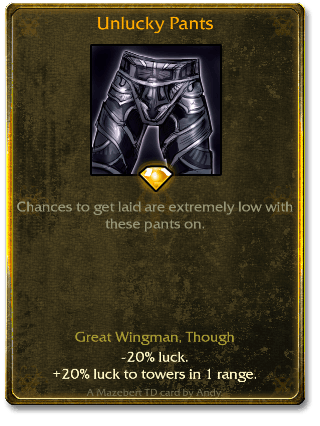 Unlucky Pants
Chances to get laid are extremely low with
these pants on.
Great Wingman, Though
-20% luck.
+20% luck to towers in 1 range.
A Mazebert TD card by Andy.